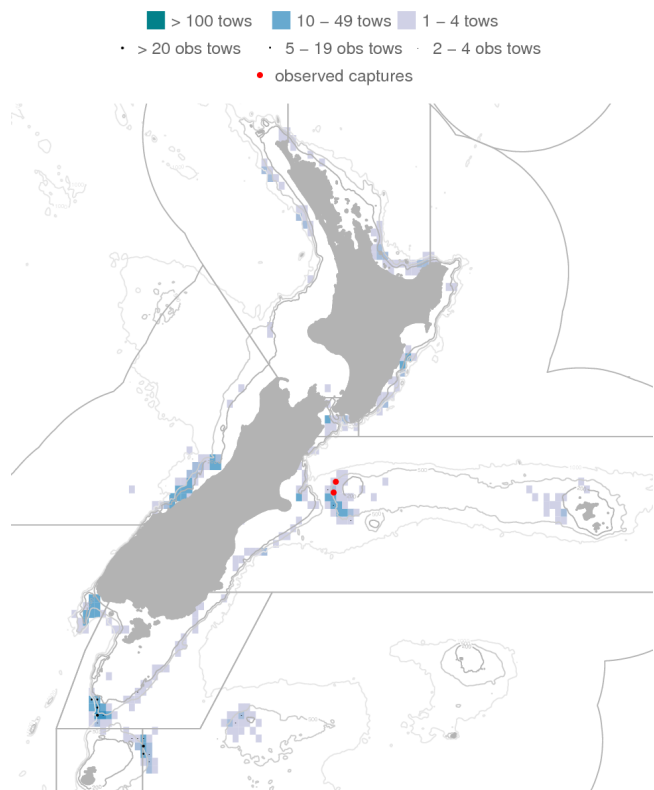 > 100 tows 10 − 49 tows 1 − 4 tows
> 20 obs tows 5 − 19 obs tows 2 − 4 obs tows
observed captures